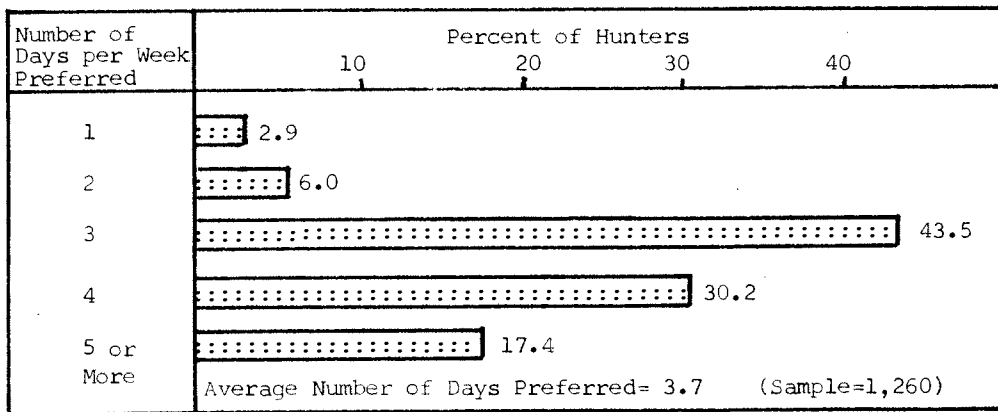 Number of
Days per Week
Preferred
Percent of Hunters
10 20 30 40
1 2.9
2 6.0
3 43.5
4 30.2
5 or
More
17.4
Average Number of Days Preferred= 3.7 (Sample=1,260)